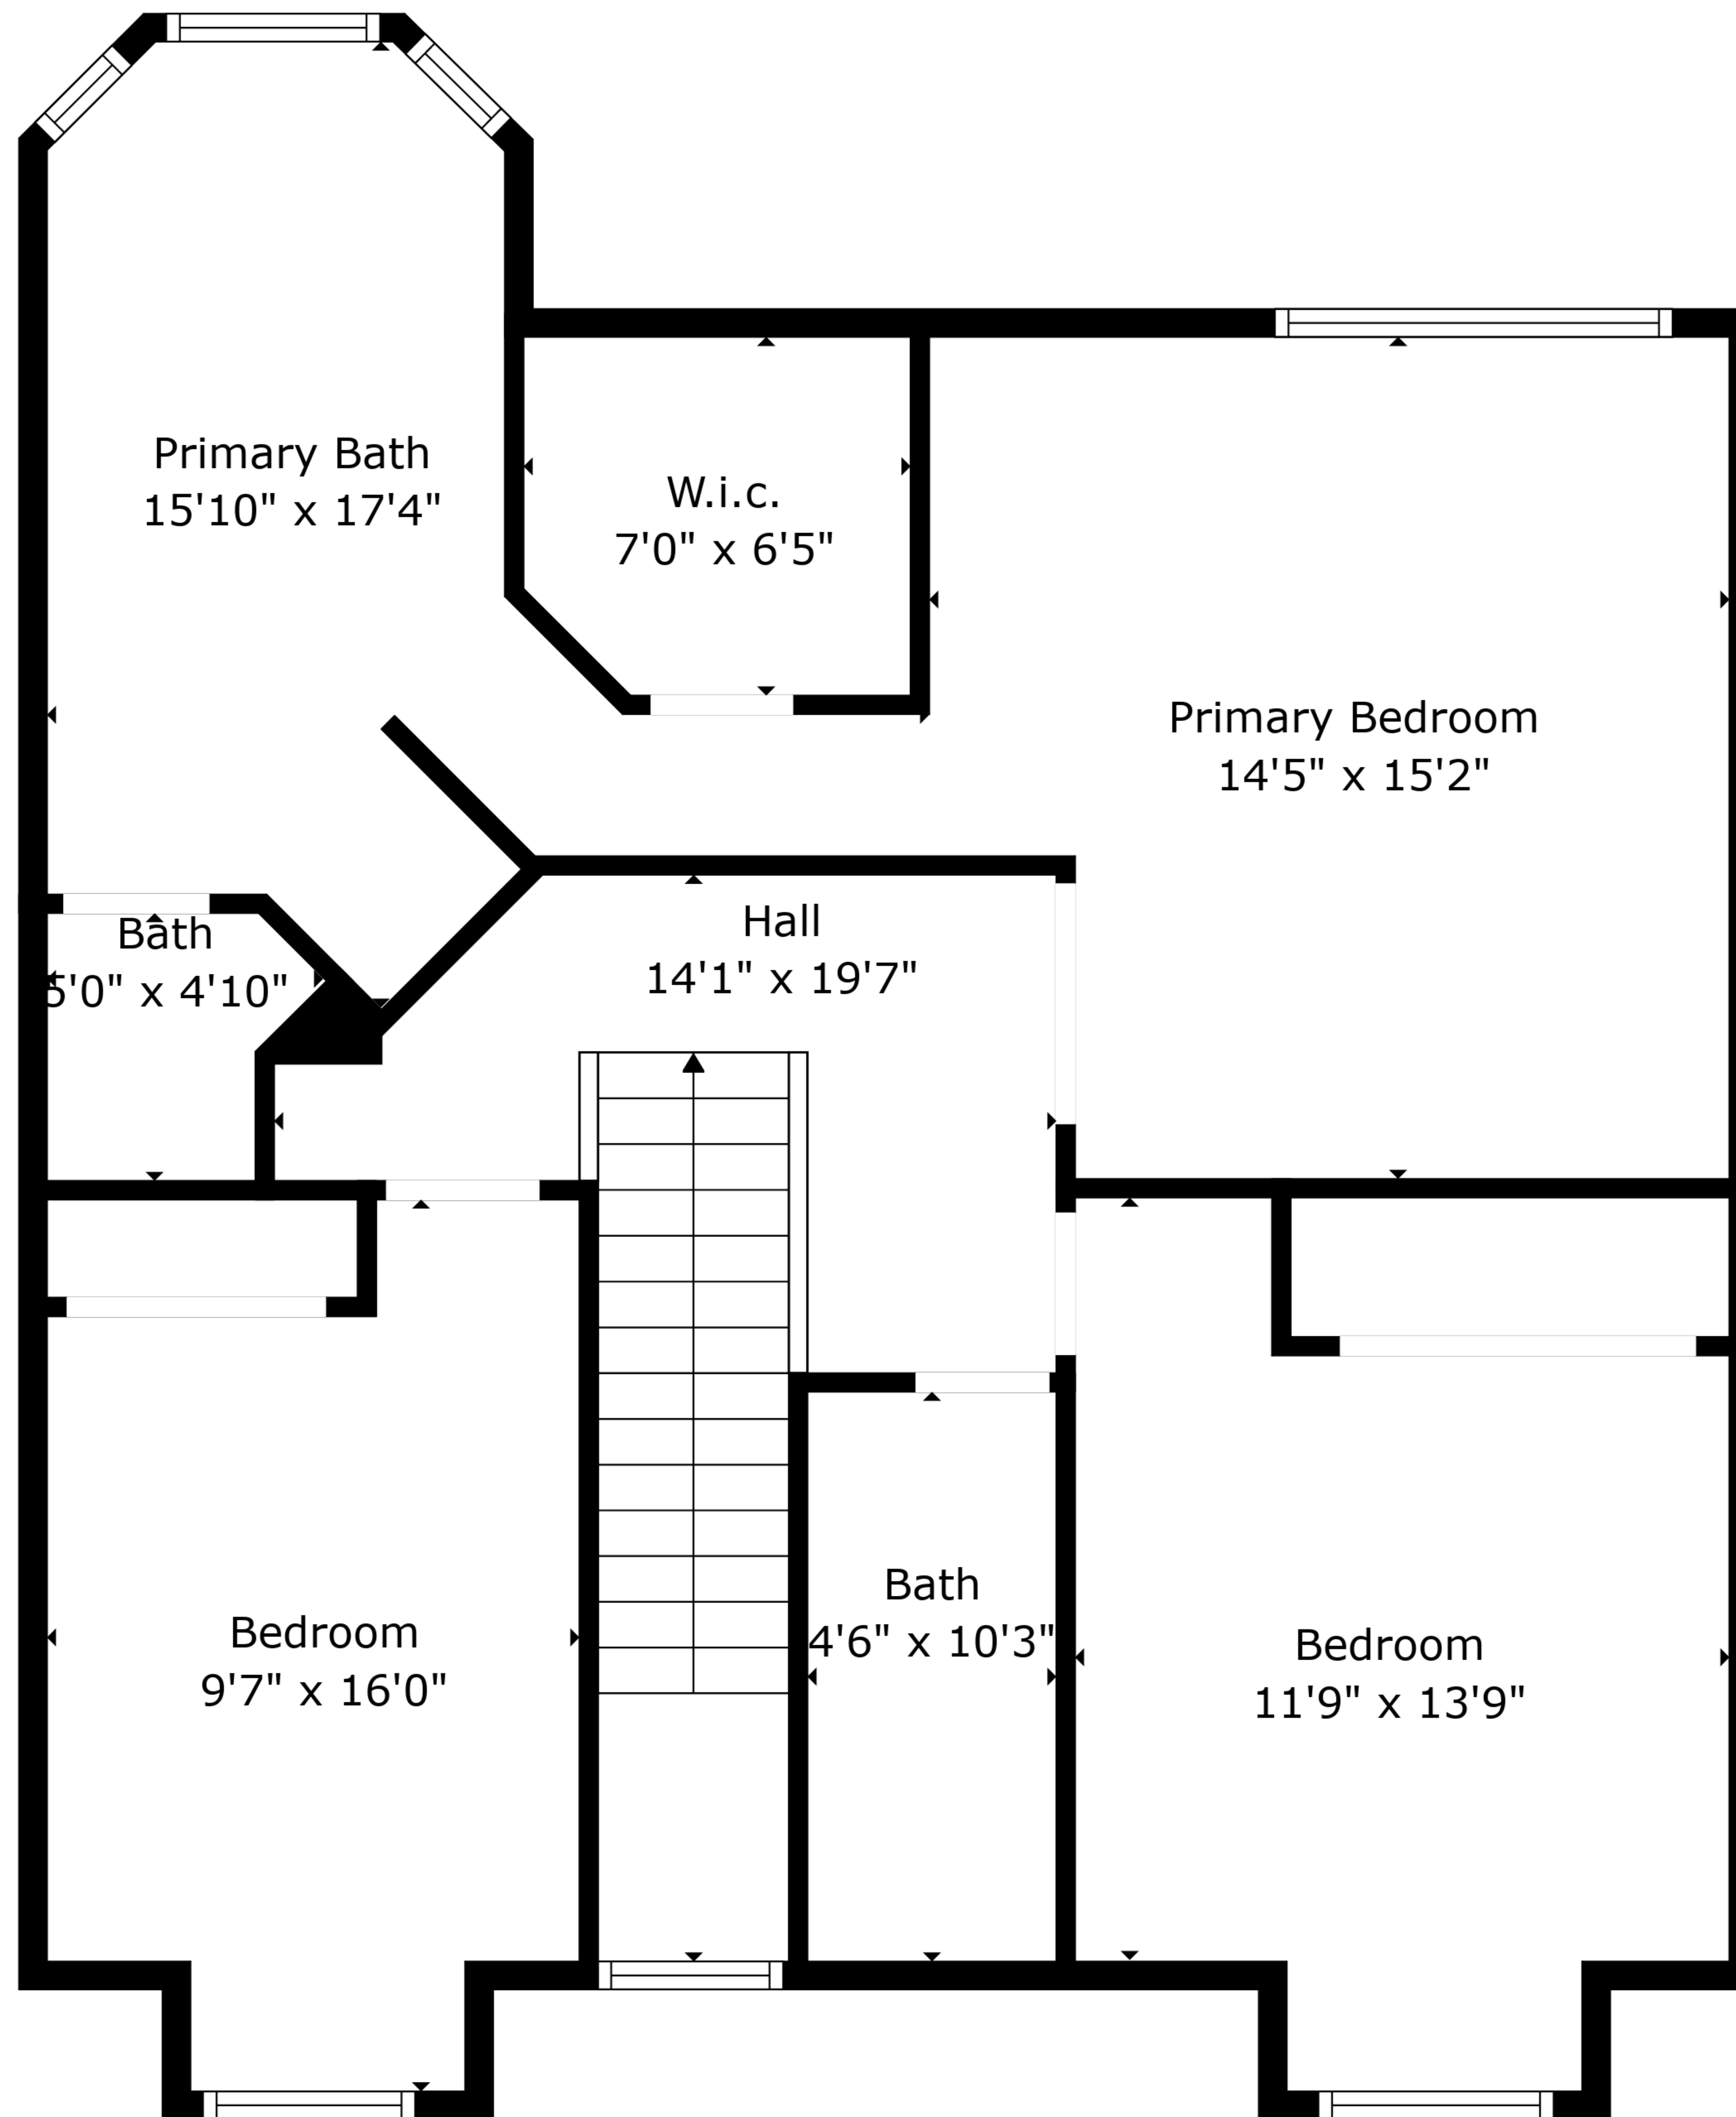 Primary Bath
15'10" x 17'4"
W.i.c.
7'0" x 6'5"
Primary Bedroom
14'5" x 15'2"
Hall
14'1" x 19'7"
Bath
5'0" x 4'10"
Bath
4'6" x 10'3"
Bedroom
9'7" x 16'0"
Bedroom
11'9" x 13'9"